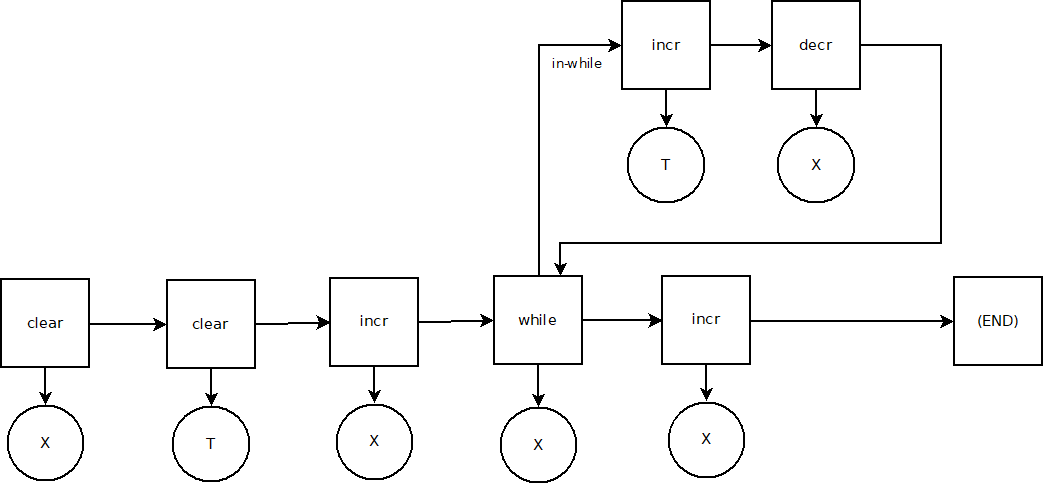 incr
decr
in-while
T
X
clear
clear
incr
while
incr
(END)
X
T
X
X
X